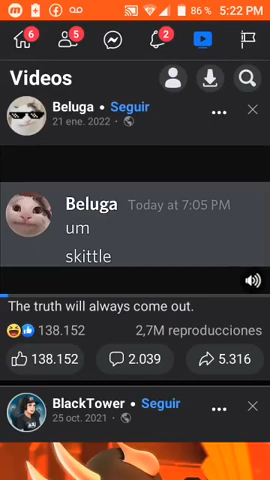 86 % 5:22 PM
6 5 2
Videos
Beluga • Seguir
21 ene. 2022 ·
Beluga Today at 7:05 PM
um
skittle
The truth will always come out.
138.152 2,7M reproducciones
138.152 2.039 5.316
BlackTower • Seguir
25 oct. 2021 ·